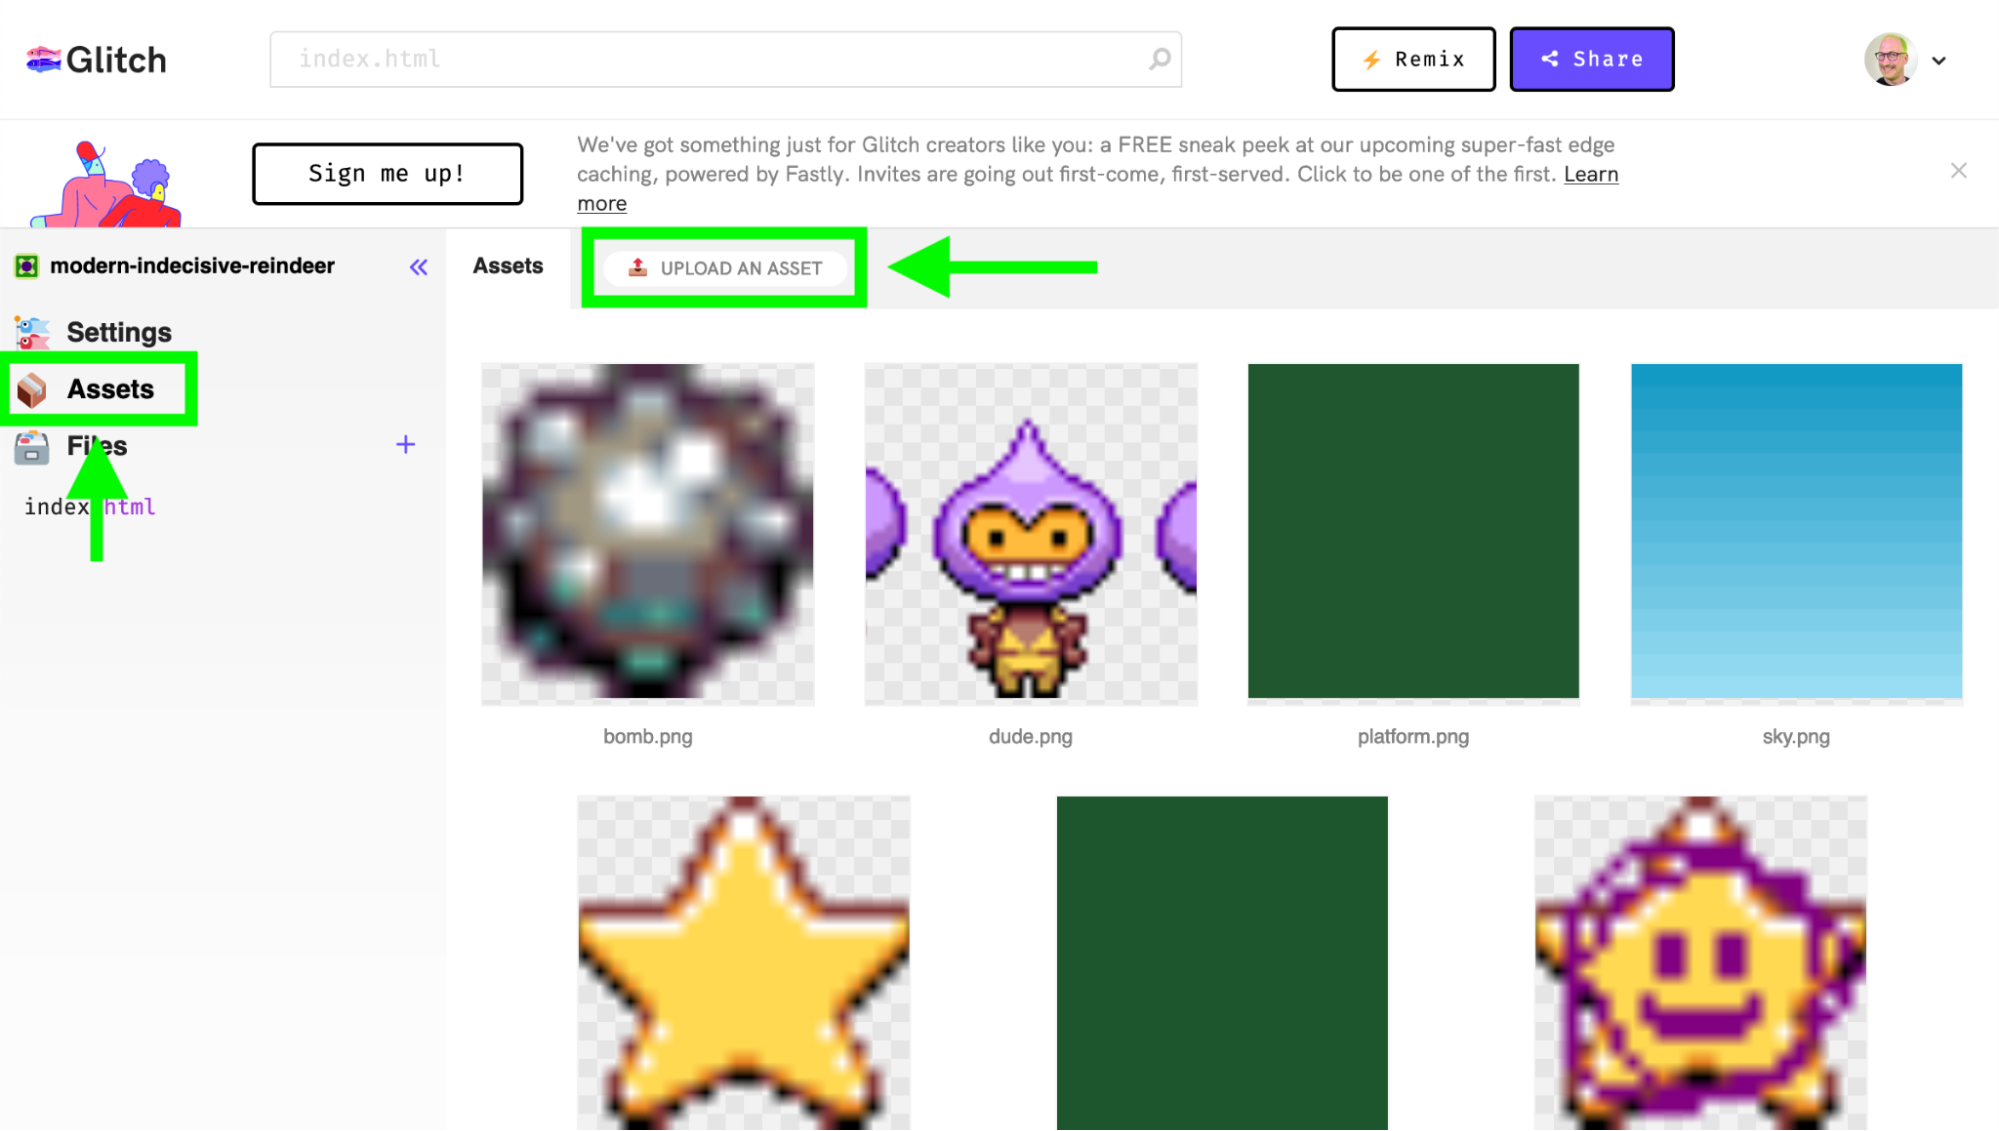 Glitch
index.html
Remix
Share
Sign me up!
We've got something just for Glitch creators like you: a FREE sneak peek at our upcoming super-fast edge
caching, powered by Fastly. Invites are going out first-come, first-served. Click to be one of the first. Learn
more
modern-indecisive-reindeer
Assets
UPLOAD AN ASSET
Settings
Assets
Files
index.html
bomb.png
dude.png
platform.png
sky.png